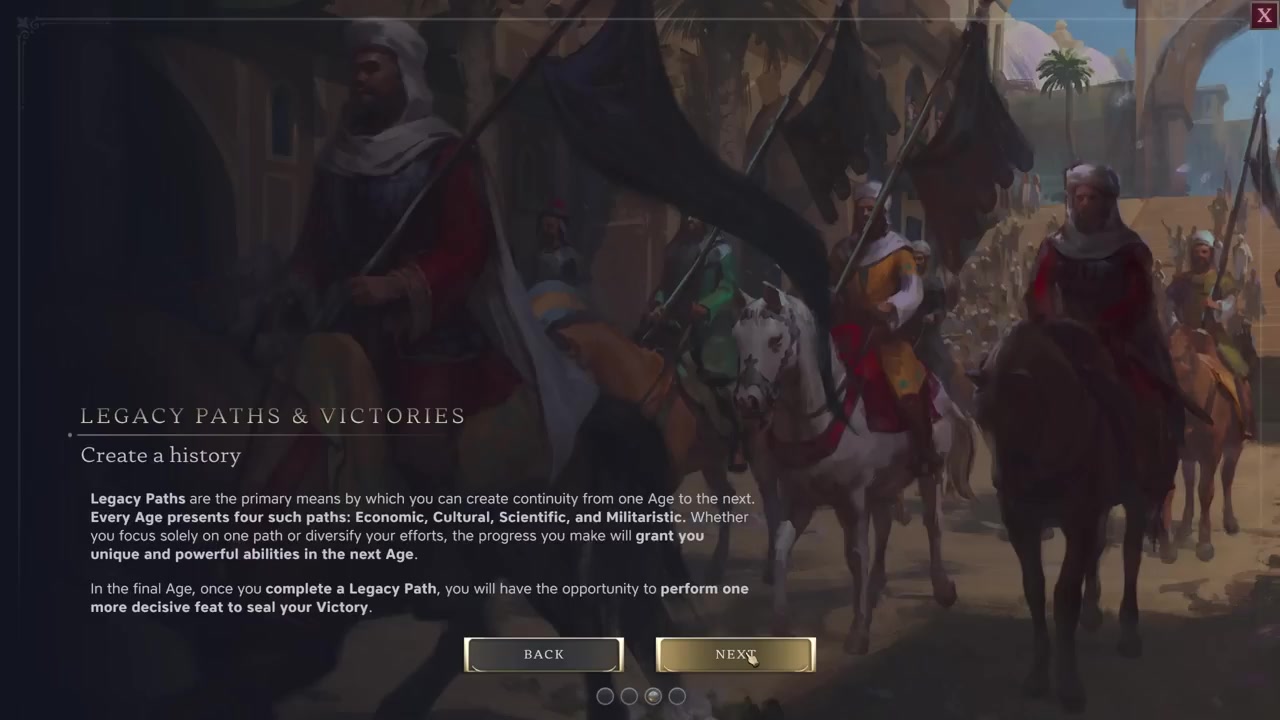 X
LEGACY PATHS & VICTORIES
Create a history
Legacy Paths are the primary means by which you can create continuity from one Age to the next.
Every Age presents four such paths: Economic, Cultural, Scientific, and Militaristic. Whether
you focus solely on one path or diversify your efforts, the progress you make will grant you
unique and powerful abilities in the next Age.
In the final Age, once you complete a Legacy Path, you will have the opportunity to perform one
more decisive feat to seal your Victory.
BACK
NEXT